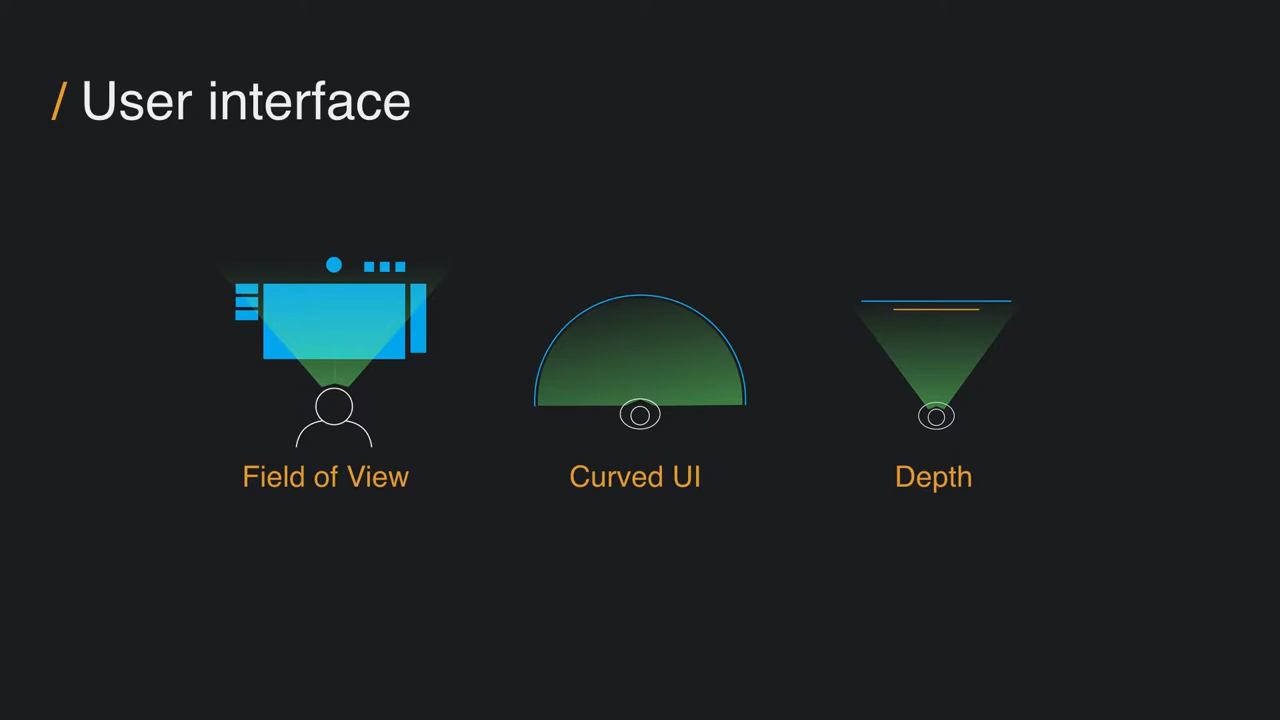 / User interface
Field of View
Curved UI
Depth